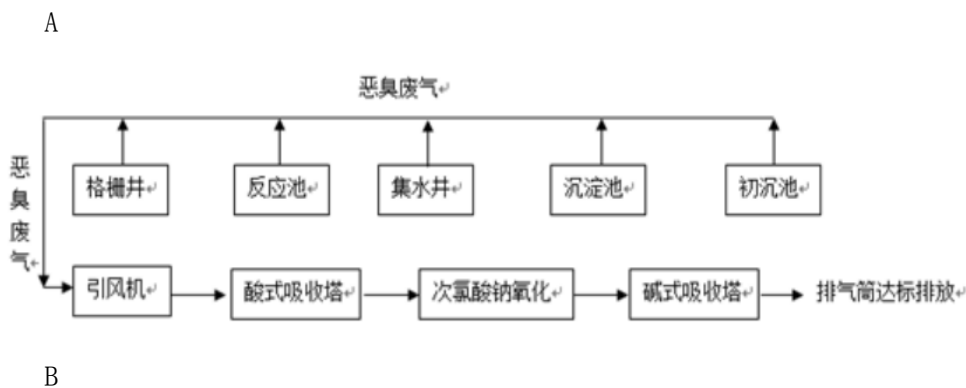 A
恶臭废气
恶臭废气
格栅井
反应池
集水井
沉淀池
初沉池
引风机
酸式吸收塔
次氯酸钠氧化
碱式吸收塔
排气筒达标排放
B